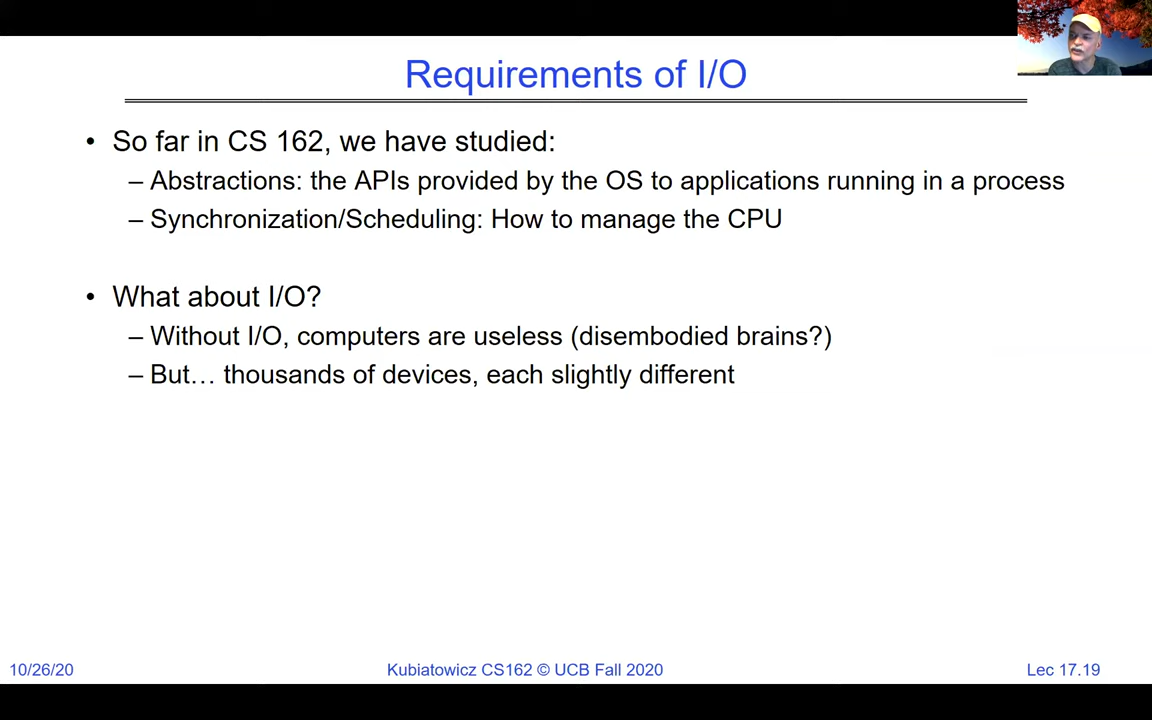 Requirements of I/O
• So far in CS 162, we have studied:
– Abstractions: the APIs provided by the OS to applications running in a process
– Synchronization/Scheduling: How to manage the CPU
• What about I/O?
– Without I/O, computers are useless (disembodied brains?)
– But… thousands of devices, each slightly different
10/26/20
Kubiatowicz CS162 © UCB Fall 2020
Lec 17.19